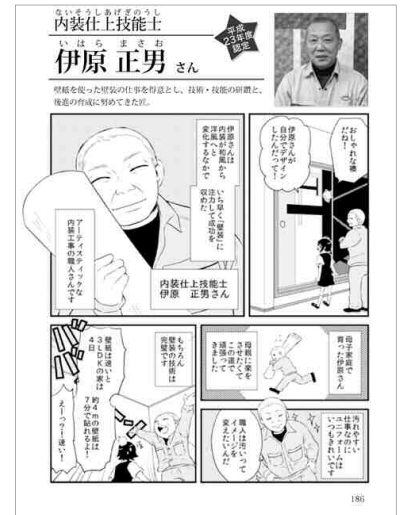 ないそうしあげぎのうし
内装仕上技能士
いはら まさお
伊原 正男 さん
平成
23年度
認定
壁紙を使った壁装の仕事を得意とし、技術・技能の研鑽と、
後進の育成に努めてきた匠。
おしゃれな襖
だね！
伊原さんが
自分でデザイン
したんだって！
伊原さんは
内装が和風から
洋風へと
変化するなかで
いち早く「壁装」に
注力して成功を
収めた
アーティスティックな
内装工事の職人さんです
内装仕上技能士
伊原 正男さん
母子家庭で
育った伊原さん
母親に楽を
させたくて
この道で
頑張って
きました
汚れやすい
仕事なのに
ユニフォームは
いつもきれいです
職人は汚いって
イメージを
変えたいんだ
もちろん
壁装の技術は
完璧です
壁紙は速いと
3LDKの家は
4日
約4mの壁紙は
7分で貼れるよ！
えーっ？！速い！
186